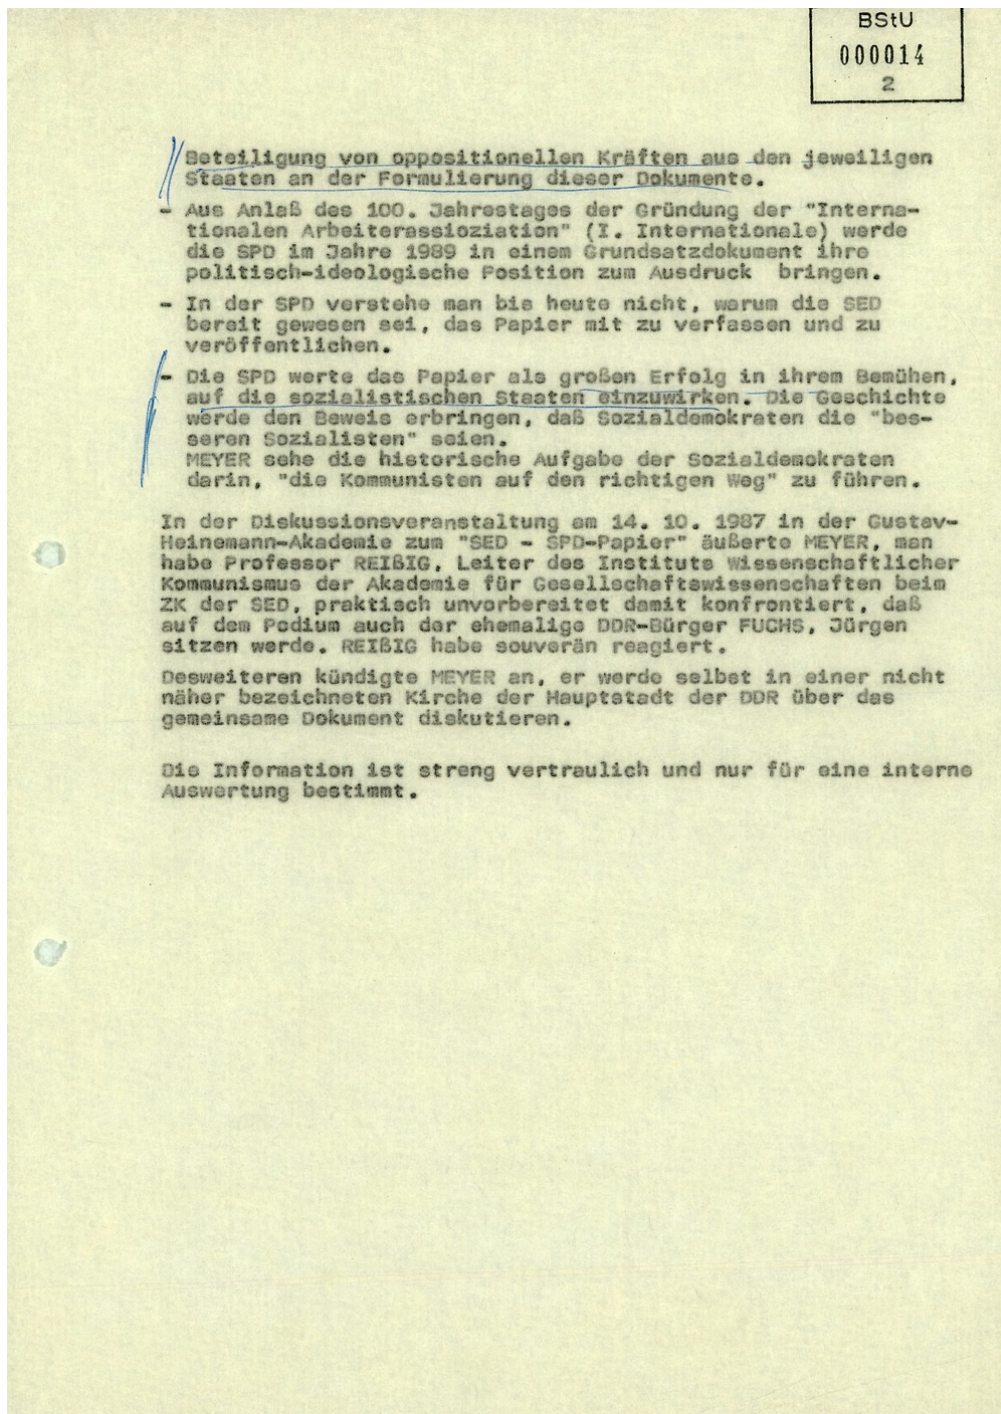 BStU
000014
2
Beteiligung von oppositionellen Kräften aus den jeweiligen
Staaten an der Formulierung dieser Dokumente.
- Aus Anlaß des 100. Jahrestages der Gründung der "Interna-
tionalen Arbeiterassioziation" (I. Internationale) werde
die SPD im Jahre 1989 in einem Grundsatzdokument ihre
politisch-ideologische Position zum Ausdruck bringen.
- In der SPD verstehe man bis heute nicht, warum die SED
bereit gewesen sei, das Papier mit zu verfassen und zu
veröffentlichen.
- Die SPD werte das Papier als großen Erfolg in ihrem Bemühen,
auf die sozialistischen Staaten einzuwirken. Die Geschichte
werde den Beweis erbringen, daß Sozialdemokraten die "bes-
seren Sozialisten" seien.
MEYER sehe die historische Aufgabe der Sozialdemokraten
darin, "die Kommunisten auf den richtigen Weg" zu führen.
In der Diskussionsveranstaltung am 14. 10. 1987 in der Gustav-
Heinemann-Akademie zum "SED - SPD-Papier" äußerte MEYER, man
habe Professor REIßIG, Leiter des Instituts Wissenschaftlicher
Kommunismus der Akademie für Gesellschaftswissenschaften beim
ZK der SED, praktisch unvorbereitet damit konfrontiert, daß
auf dem Podium auch der ehemalige DDR-Bürger FUCHS, Jürgen
sitzen werde. REIßIG habe souverän reagiert.
Desweiteren kündigte MEYER an, er werde selbst in einer nicht
näher bezeichneten Kirche der Hauptstadt der DDR über das
gemeinsame Dokument diskutieren.
Die Information ist streng vertraulich und nur für eine interne
Auswertung bestimmt.